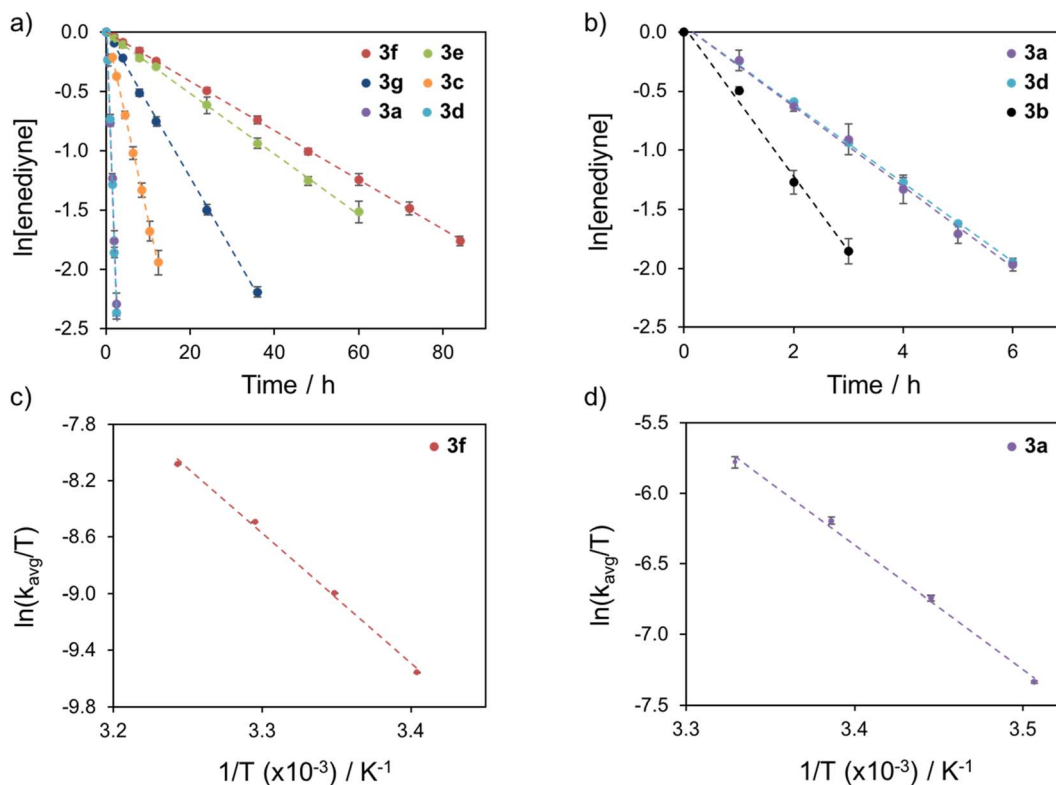 a)
0.0
-0.5
-1.0
-1.5
-2.0
-2.5
ln[enediyne]
3f 3e
3g 3c
3a 3d
0 20 40 60 80
Time / h
b)
0.0
-0.5
-1.0
-1.5
-2.0
-2.5
ln[enediyne]
3a
3d
3b
0 2 4 6
Time / h
c)
-7.8
-8.2
-8.6
-9.0
-9.4
-9.8
ln(kavg/T)
3f
3.2 3.3 3.4
1/T (x10-3) / K-1
d)
-5.5
-6.0
-6.5
-7.0
-7.5
ln(kavg/T)
3a
3.3 3.4 3.5
1/T (x10-3) / K-1